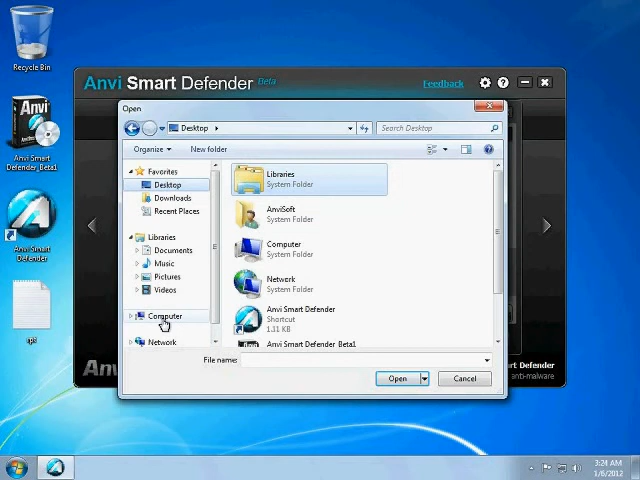 Recycle Bin
Anvi
Anvi Smart
Defender_Beta1
Anvi Smart
Defender
Anvi Smart Defender Beta
Feedback
Open
Desktop
Search Desktop
Organize
New folder
Favorites
Desktop
Downloads
Recent Places
Libraries
Documents
Music
Pictures
Videos
Computer
Network
Libraries
System Folder
AnviSoft
System Folder
Computer
System Folder
Network
System Folder
Anvi Smart Defender
Shortcut
1.11 KB
Anvi Smart Defender_Beta1
File name:
Open
Cancel
Anv
rt Defender
anti-malware
3:24 AM
1/6/2012